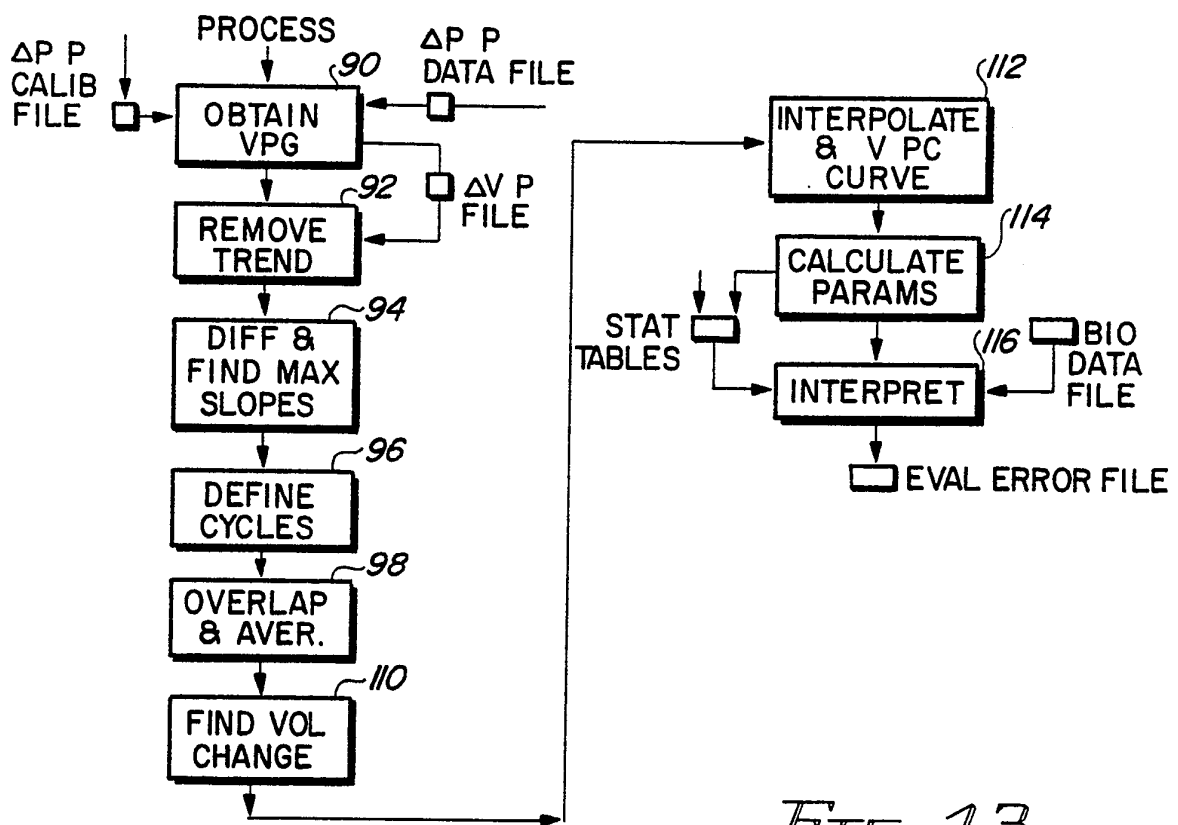 PROCESS
ΔP P
CALIB
FILE
ΔP P
DATA FILE
90
OBTAIN
VPG
ΔV P
FILE
92
REMOVE
TREND
94
DIFF &
FIND MAX
SLOPES
96
DEFINE
CYCLES
98
OVERLAP
& AVER.
110
FIND VOL
CHANGE
112
INTERPOLATE
& V PC
CURVE
114
CALCULATE
PARAMS
STAT
TABLES
116
INTERPRET
BIO
DATA
FILE
EVAL ERROR FILE